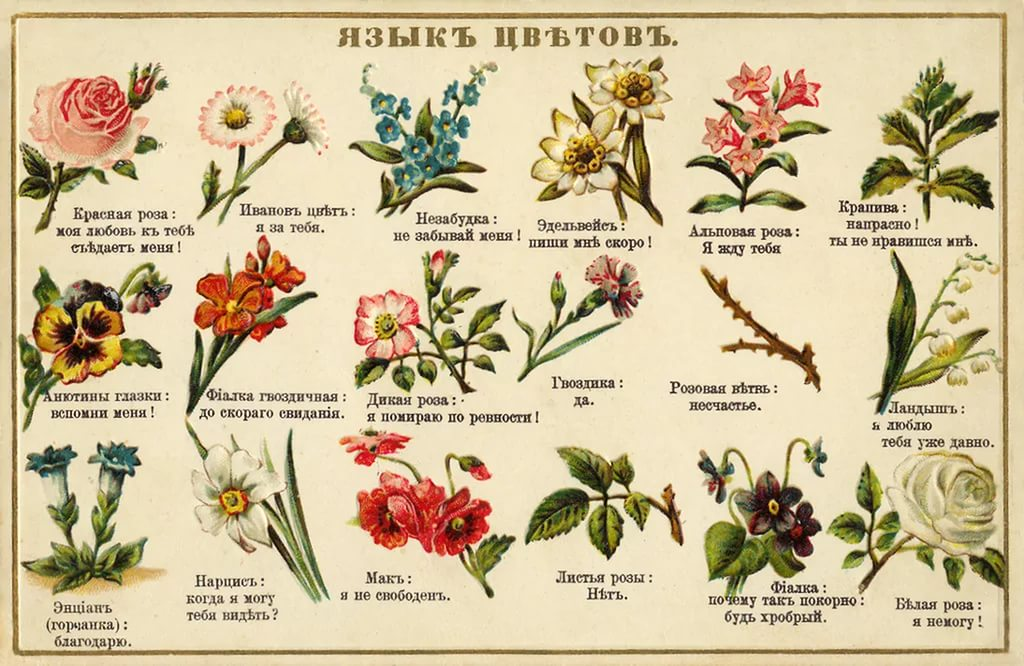 ЯЗЫКЪ ЦВѢТОВЪ.
Красная роза:
моя любовь къ тебѣ
съѣдаетъ меня!
Ивановъ цвѣтъ:
я за тебя.
Незабудка:
не забывай меня!
Эдельвейсъ:
пиши мнѣ скоро!
Альповая роза:
Я жду тебя
Крапива:
напрасно!
ты не нравишся мнѣ.
Анютины глазки:
вспомни меня!
Фіалка гвоздичная:
до скораго свиданія.
Дикая роза:
я помираю по ревности!
Гвоздика:
да.
Розовая вѣтвь:
несчастье.
Ландышъ:
я люблю
тебя уже давно.
Энціанъ
(горчанка):
благодарю.
Нарцисъ:
когда я могу
тебя видѣть?
Макъ:
я не свободенъ.
Листья розы:
Нѣтъ.
Фіалка:
почему такъ покорно:
будь хробрый.
Бѣлая роза:
я немогу!